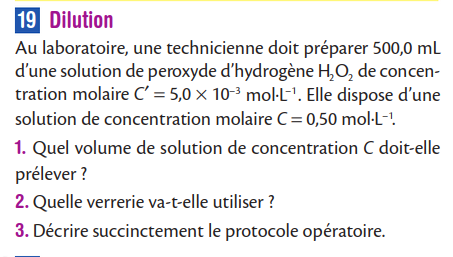 19 Dilution
Au laboratoire, une technicienne doit préparer 500,0 mL
d'une solution de peroxyde d'hydrogène H₂O₂ de concen-
tration molaire C' = 5,0 × 10⁻³ mol·L⁻¹. Elle dispose d'une
solution de concentration molaire C = 0,50 mol·L⁻¹.
1. Quel volume de solution de concentration C doit-elle
prélever ?
2. Quelle verrerie va-t-elle utiliser ?
3. Décrire succinctement le protocole opératoire.